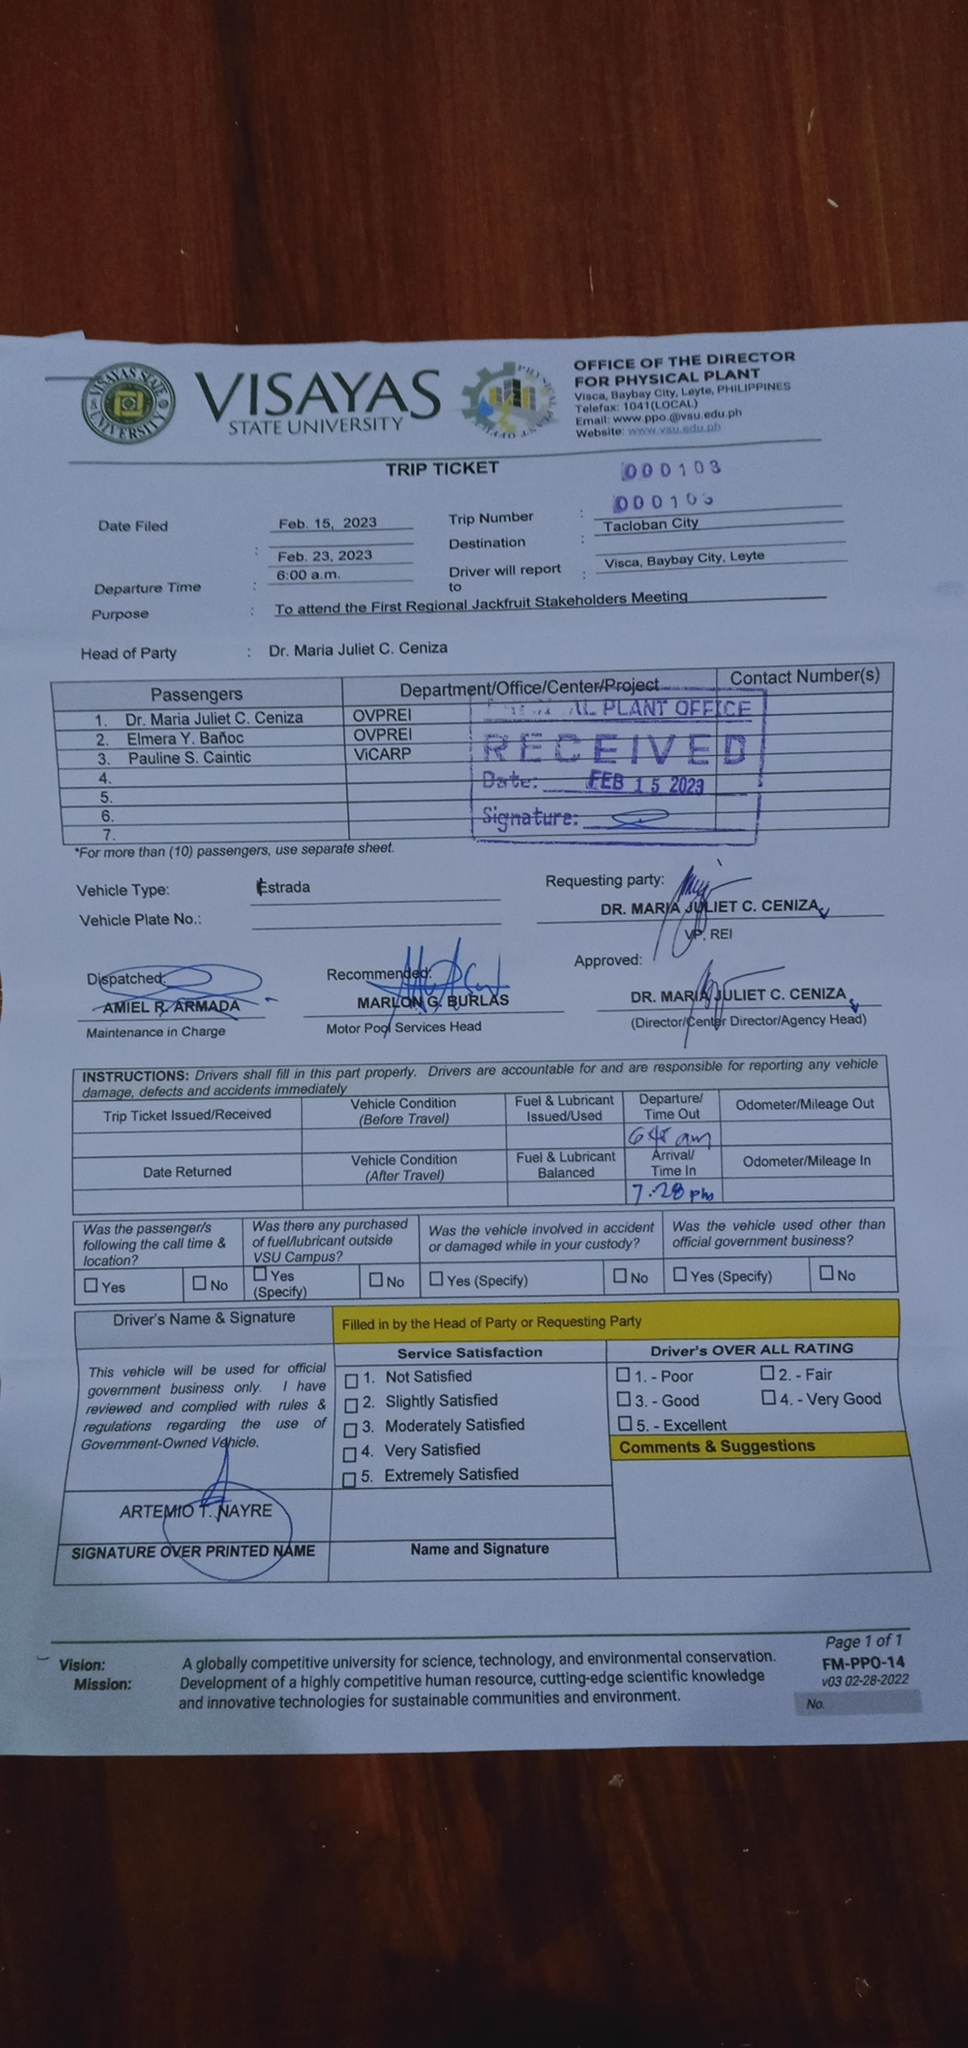 VISAYAS STATE UNIVERSITY
VISAYAS
STATE UNIVERSITY
OFFICE OF THE DIRECTOR
FOR PHYSICAL PLANT
Visca, Baybay City, Leyte, PHILIPPINES
Telefax: 1041(LOCAL)
Email: www.ppo.@vsu.edu.ph
Website: www.vsu.edu.ph
TRIP TICKET
000103
Date Filed Feb. 15, 2023 Trip Number :
Destination : Tacloban City
: Feb. 23, 2023
Departure Time : 6:00 a.m. Driver will report to : Visca, Baybay City, Leyte
Purpose : To attend the First Regional Jackfruit Stakeholders Meeting
Head of Party : Dr. Maria Juliet C. Ceniza
Passengers Department/Office/Center/Project Contact Number(s)
1. Dr. Maria Juliet C. Ceniza OVPREI
2. Elmera Y. Bañoc OVPREI
3. Pauline S. Caintic ViCARP
4.
5.
6.
7.
PLANT OFFICE
RECEIVED
Date: FEB 15 2023
Signature:
*For more than (10) passengers, use separate sheet.
Vehicle Type: Estrada Requesting party:
Vehicle Plate No.: DR. MARIA JULIET C. CENIZA
VP, REI
Dispatched: Recommended: Approved:
AMIEL R. ARMADA MARLON G. BURLAS DR. MARIA JULIET C. CENIZA
Maintenance in Charge Motor Pool Services Head (Director/Center Director/Agency Head)
INSTRUCTIONS: Drivers shall fill in this part properly. Drivers are accountable for and are responsible for reporting any vehicle
damage, defects and accidents immediately
Trip Ticket Issued/Received Vehicle Condition (Before Travel) Fuel & Lubricant Issued/Used Departure/ Time Out Odometer/Mileage Out
645 am
Date Returned Vehicle Condition (After Travel) Fuel & Lubricant Balanced Arrival/ Time In Odometer/Mileage In
7:28 pm
Was the passenger/s following the call time & location? Was there any purchased of fuel/lubricant outside VSU Campus? Was the vehicle involved in accident or damaged while in your custody? Was the vehicle used other than official government business?
Yes No Yes (Specify) No Yes (Specify) No Yes (Specify) No
Driver's Name & Signature Filled in by the Head of Party or Requesting Party
Service Satisfaction Driver's OVER ALL RATING
This vehicle will be used for official
government business only. I have
reviewed and complied with rules &
regulations regarding the use of
Government-Owned Vehicle.
1. Not Satisfied
2. Slightly Satisfied
3. Moderately Satisfied
4. Very Satisfied
5. Extremely Satisfied
1. - Poor 2. - Fair
3. - Good 4. - Very Good
5. - Excellent
Comments & Suggestions
ARTEMIO T. NAYRE
SIGNATURE OVER PRINTED NAME Name and Signature
Page 1 of 1
Vision: A globally competitive university for science, technology, and environmental conservation.
Mission: Development of a highly competitive human resource, cutting-edge scientific knowledge
and innovative technologies for sustainable communities and environment.
FM-PPO-14
v03 02-28-2022
No.